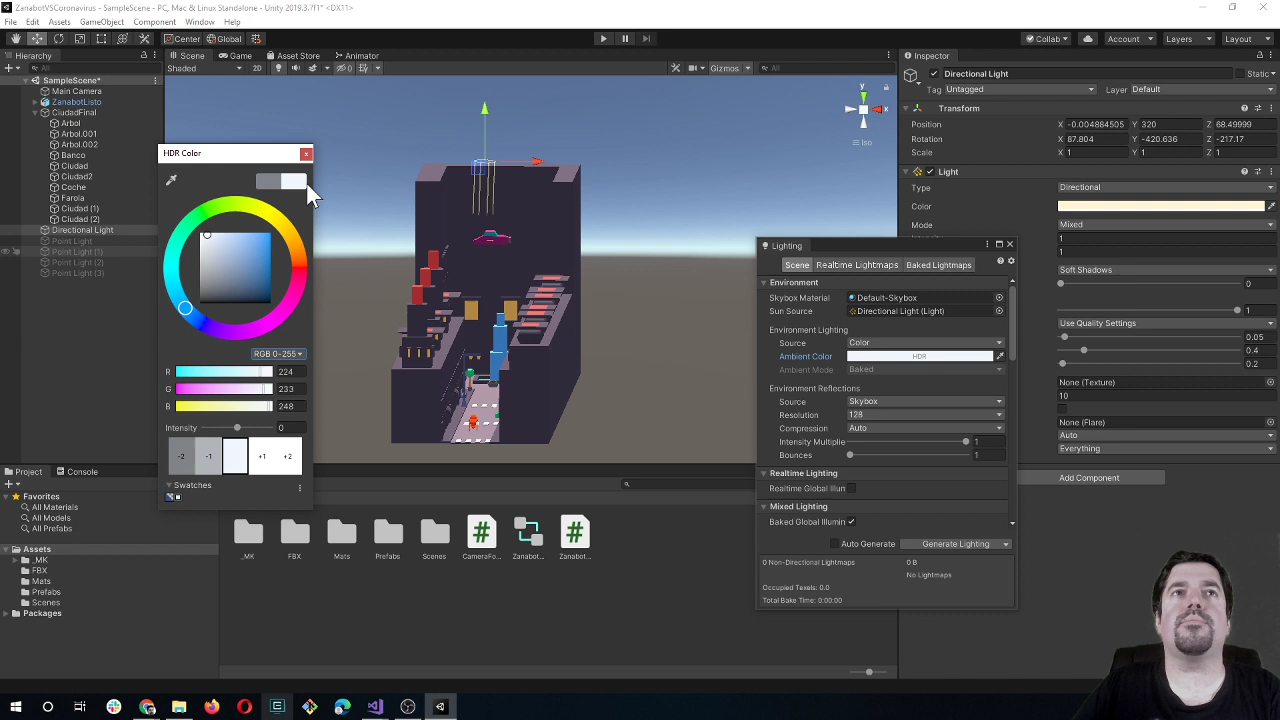 ZanabotVSCoronavirus - SampleScene - PC, Mac & Linux Standalone - Unity 2019.3.7f1* <DX11>
File Edit Assets GameObject Component Window Help
Center Global Collab Account Layers Layout
Hierarchy Scene Game Asset Store Animator Inspector
All Shaded 2D 0 Gizmos All
SampleScene*
Main Camera
ZanabotListo
CiudadFinal
Arbol
Arbol.001
Arbol.002
Banco
Ciudad
Ciudad2
Coche
Farola
Ciudad (1)
Ciudad (2)
Directional Light
Point Light
Point Light (1)
Point Light (2)
Point Light (3)
HDR Color
RGB 0-255
R 224
G 233
B 248
Intensity 0
-2 -1 +1 +2
Swatches
y
x
Iso
Directional Light Static
Tag Untagged Layer Default
Transform
Position X -0.004884505 Y 320 Z 68.49999
Rotation X 87.804 Y -420.636 Z -217.17
Scale X 1 Y 1 Z 1
Light
Type Directional
Color
Mode Mixed
1
1
Soft Shadows
0
1
Use Quality Settings
0.05
0.4
0.2
None (Texture)
10
None (Flare)
Auto
Everything
Add Component
Lighting
Scene Realtime Lightmaps Baked Lightmaps
Environment
Skybox Material Default-Skybox
Sun Source Directional Light (Light)
Environment Lighting
Source Color
Ambient Color HDR
Ambient Mode Baked
Environment Reflections
Source Skybox
Resolution 128
Compression Auto
Intensity Multiplie 1
Bounces 1
Realtime Lighting
Realtime Global Illum
Mixed Lighting
Baked Global Illumin
Auto Generate Generate Lighting
0 Non-Directional Lightmaps 0 B
No Lightmaps
Occupied Texels: 0.0
Total Bake Time: 0:00:00
Project Console
Favorites
All Materials
All Models
All Prefabs
Assets
_MK
FBX
Mats
Prefabs
Scenes
Packages
_MK FBX Mats Prefabs Scenes CameraFo... Zanabot... Zanabot...